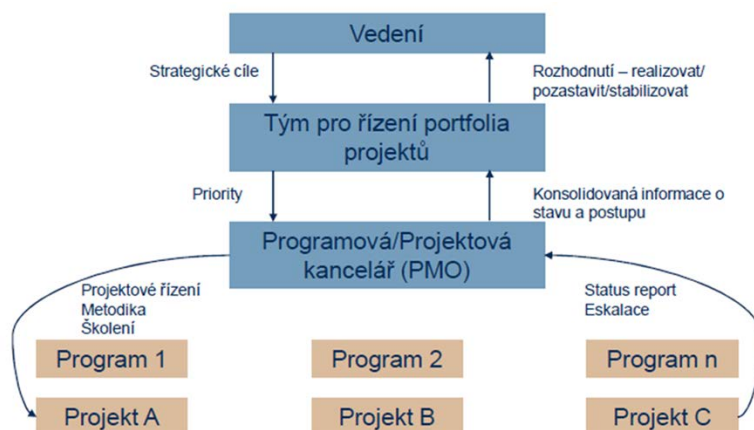 Vedení
Strategické cíle
Rozhodnutí – realizovat/
pozastavit/stabilizovat
Tým pro řízení portfolia
projektů
Priority
Konsolidovaná informace o
stavu a postupu
Programová/Projektová
kancelář (PMO)
Projektové řízení
Metodika
Školení
Status report
Eskalace
Program 1
Program 2
Program n
Projekt A
Projekt B
Projekt C